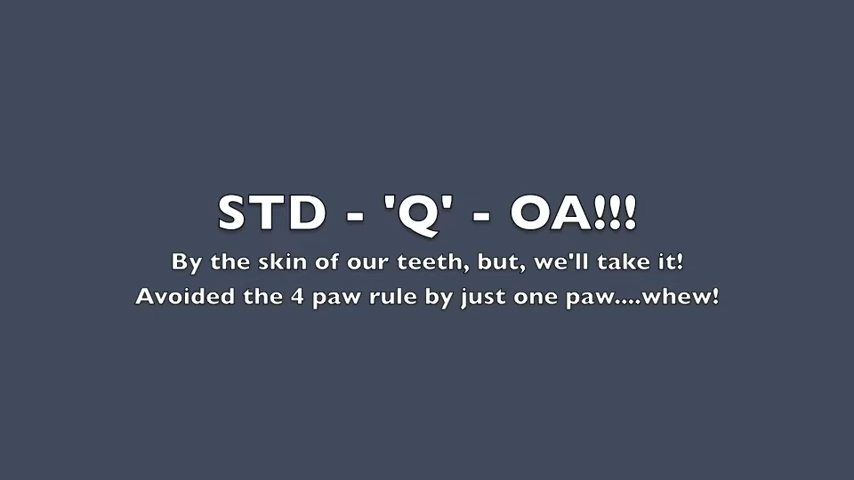 STD - 'Q' - OA!!!
By the skin of our teeth, but, we'll take it!
Avoided the 4 paw rule by just one paw....whew!